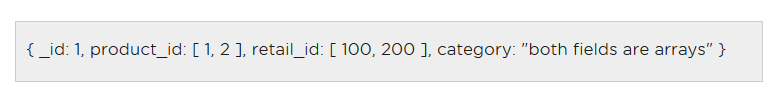 { _id: 1, product_id: [ 1, 2 ], retail_id: [ 100, 200 ], category: "both fields are arrays" }